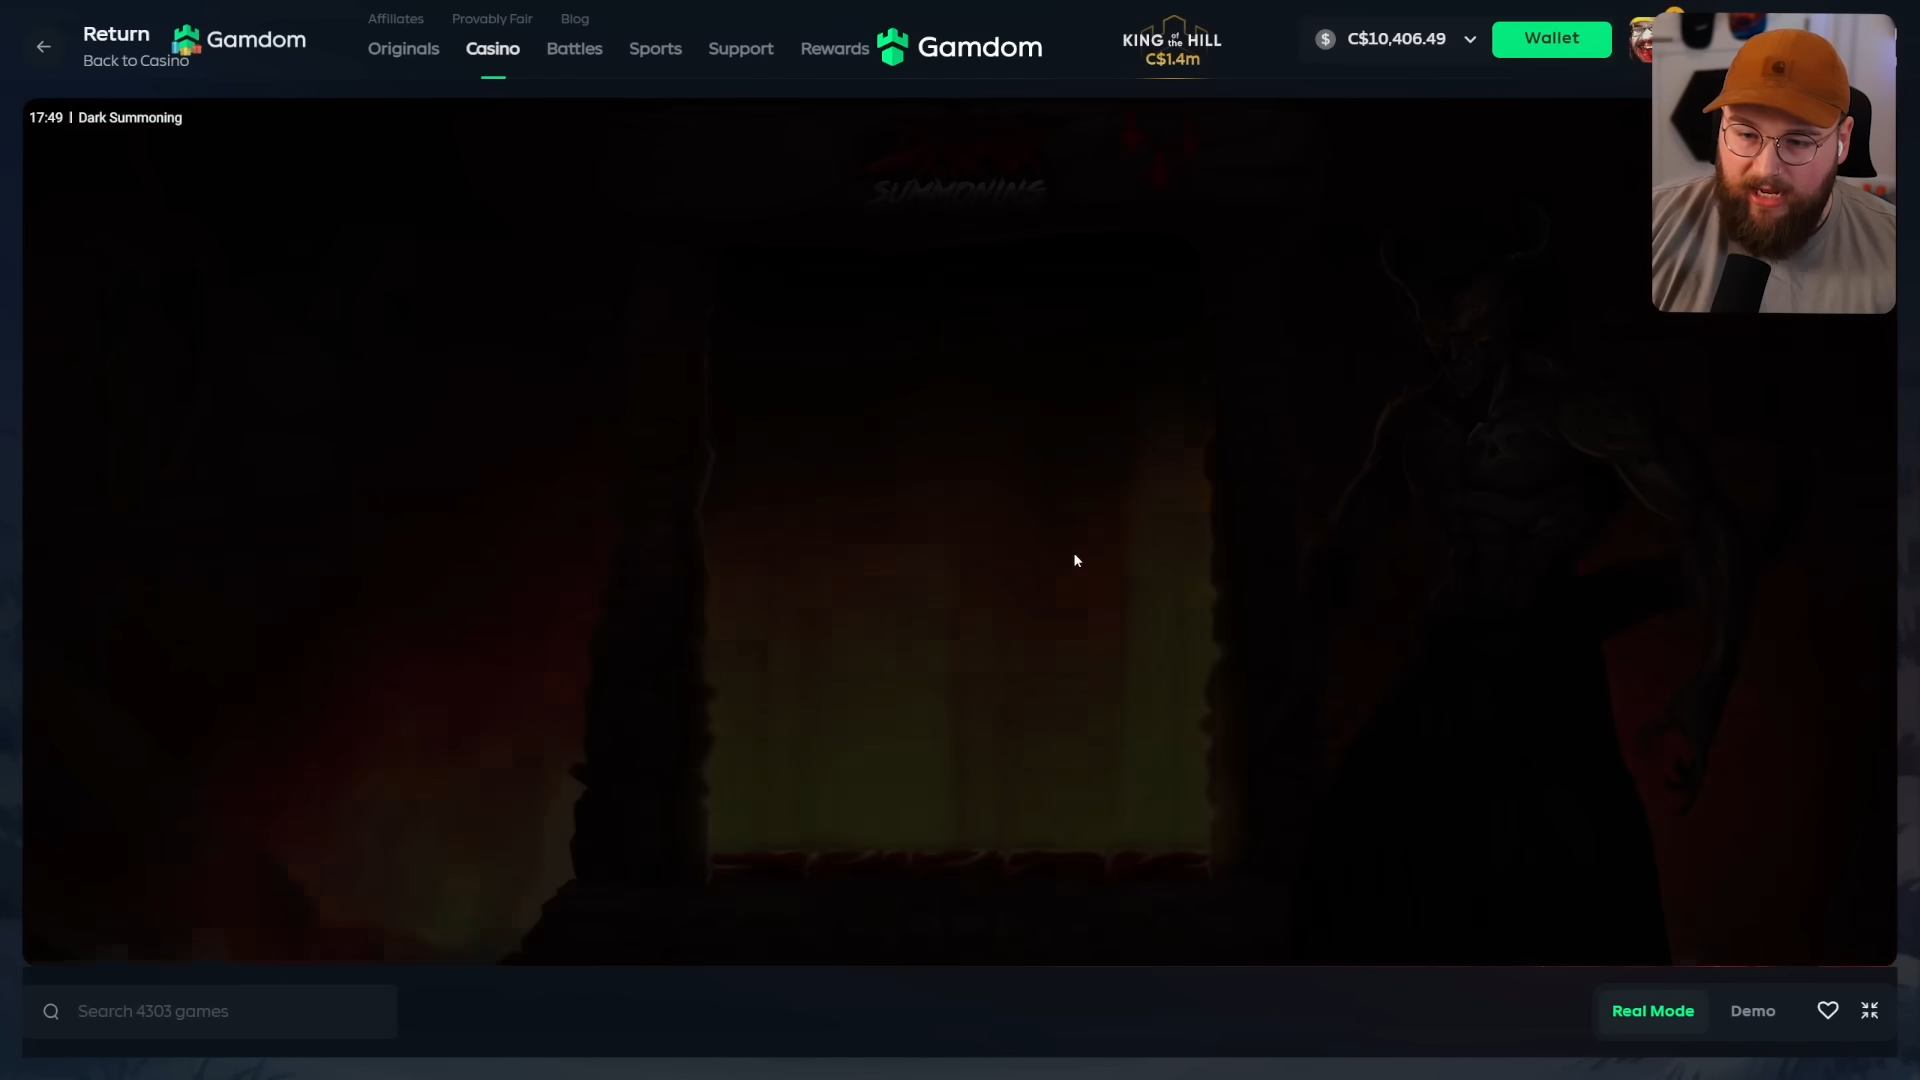 Affiliates Provably Fair Blog
Return
Back to Casino
Gamdom
Originals Casino Battles Sports Support Rewards
Gamdom
KING of the HILL
C$1.4m
$ C$10,406.49
Wallet
17:49 | Dark Summoning
SUMMONING
Search 4303 games
Real Mode
Demo